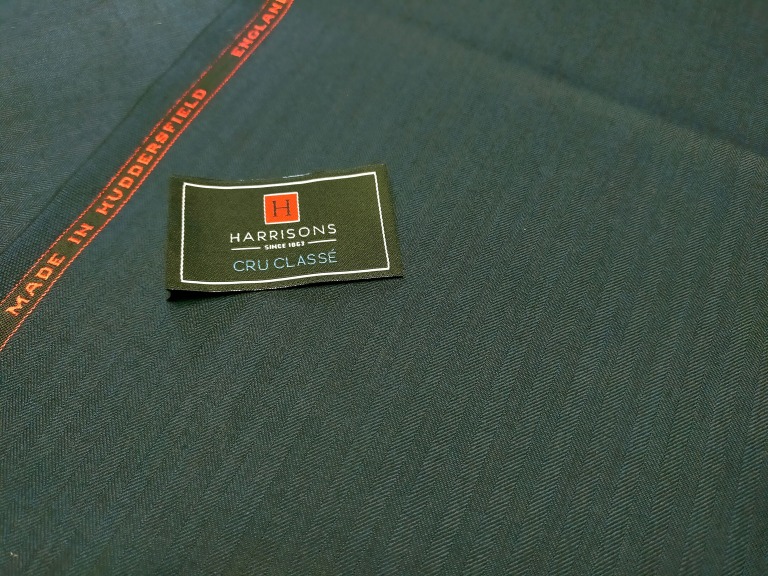 MADE IN HUDDERSFIELD ENGLAND
H
HARRISONS
SINCE 1863
CRU CLASSÉ